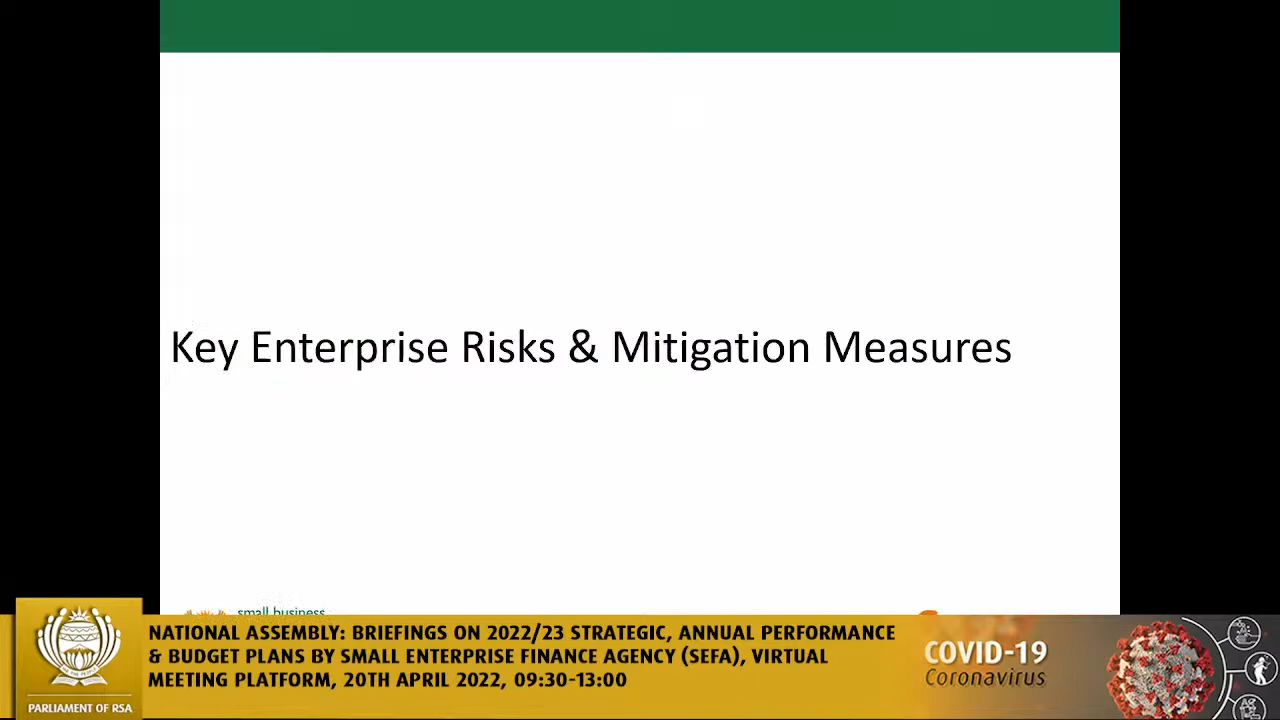 Key Enterprise Risks & Mitigation Measures
small business
NATIONAL ASSEMBLY: BRIEFINGS ON 2022/23 STRATEGIC, ANNUAL PERFORMANCE
& BUDGET PLANS BY SMALL ENTERPRISE FINANCE AGENCY (SEFA), VIRTUAL
MEETING PLATFORM, 20TH APRIL 2022, 09:30-13:00
PARLIAMENT OF RSA
COVID-19
Coronavirus